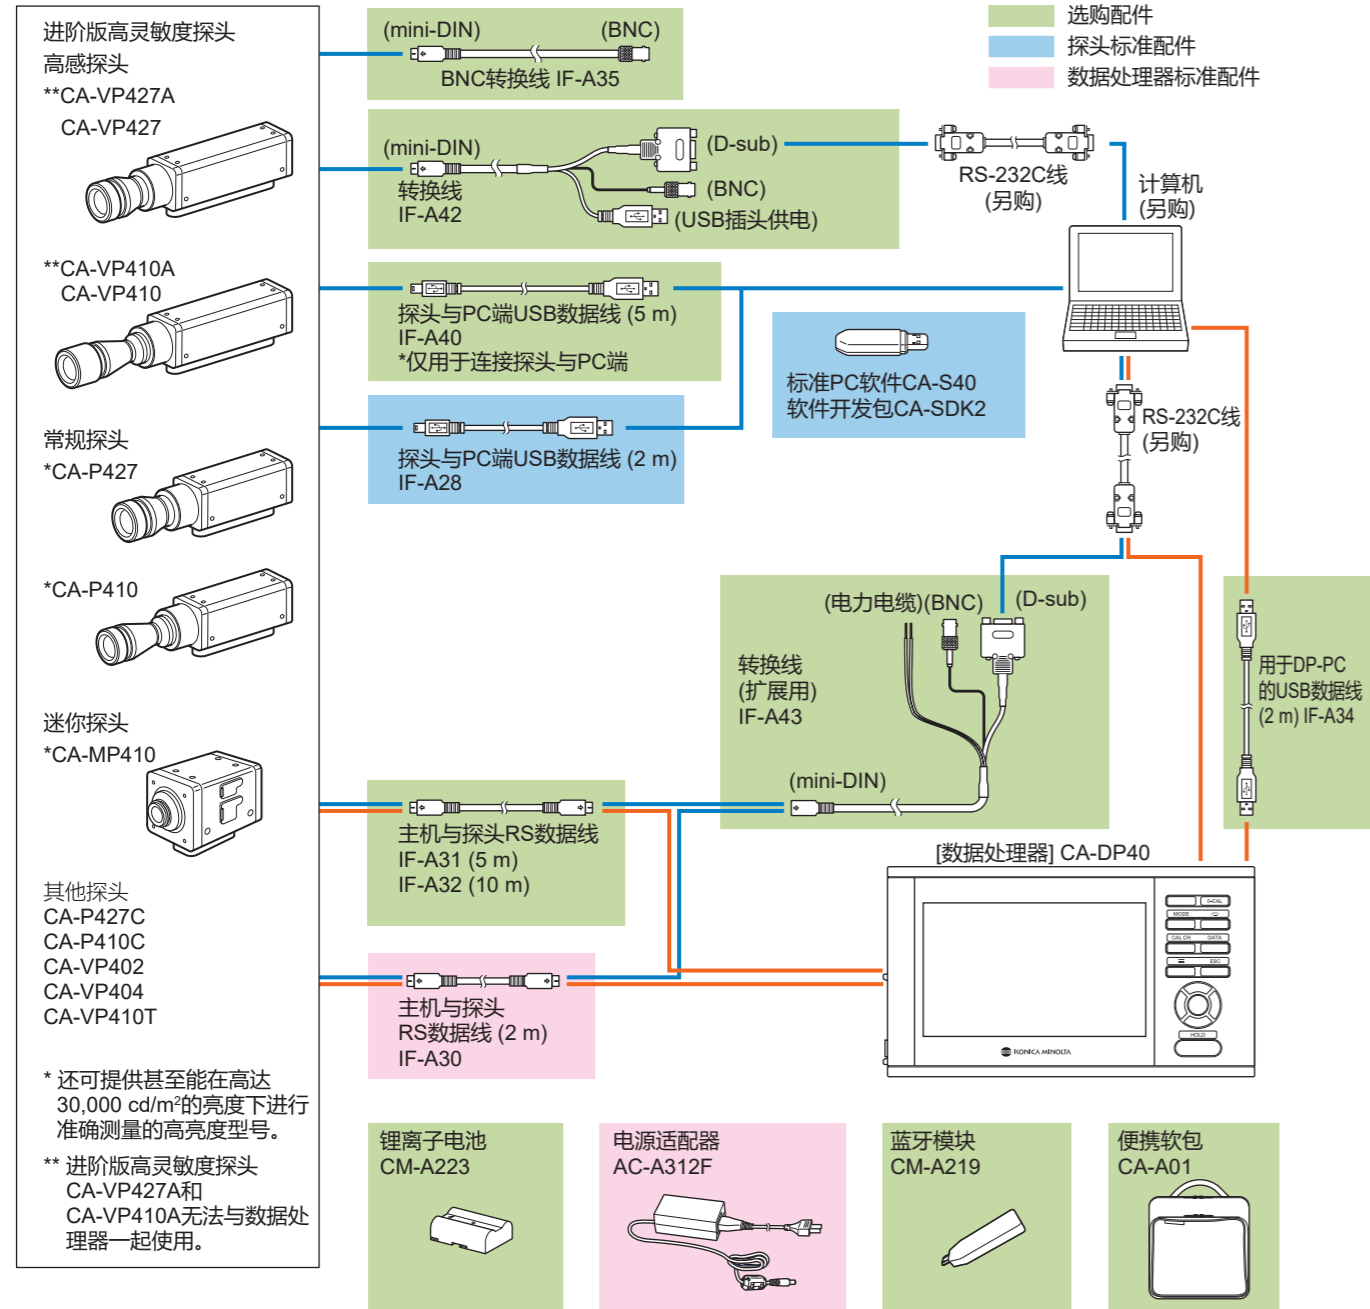 选购配件
探头标准配件
数据处理器标准配件
进阶版高灵敏度探头
高感探头
**CA-VP427A
CA-VP427
**CA-VP410A
CA-VP410
常规探头
*CA-P427
*CA-P410
迷你探头
*CA-MP410
其他探头
CA-P427C
CA-P410C
CA-VP402
CA-VP404
CA-VP410T
* 还可提供甚至能在高达
30,000 cd/m²的亮度下进行
准确测量的高亮度型号。
** 进阶版高灵敏度探头
CA-VP427A和
CA-VP410A无法与数据处
理器一起使用。
(mini-DIN)
(BNC)
BNC转换线 IF-A35
(mini-DIN)
(D-sub)
(BNC)
(USB插头供电)
转换线
IF-A42
RS-232C线
(另购)
计算机
(另购)
探头与PC端USB数据线 (5 m)
IF-A40
*仅用于连接探头与PC端
标准PC软件CA-S40
软件开发包CA-SDK2
探头与PC端USB数据线 (2 m)
IF-A28
RS-232C线
(另购)
(电力电缆)(BNC)
(D-sub)
转换线
(扩展用)
IF-A43
(mini-DIN)
用于DP-PC
的USB数据线
(2 m) IF-A34
主机与探头RS数据线
IF-A31 (5 m)
IF-A32 (10 m)
主机与探头
RS数据线 (2 m)
IF-A30
[数据处理器] CA-DP40
0-CAL
MODE
CAL CH
DATA
ESC
HOLD
KONICA MINOLTA
锂离子电池
CM-A223
电源适配器
AC-A312F
蓝牙模块
CM-A219
便携软包
CA-A01